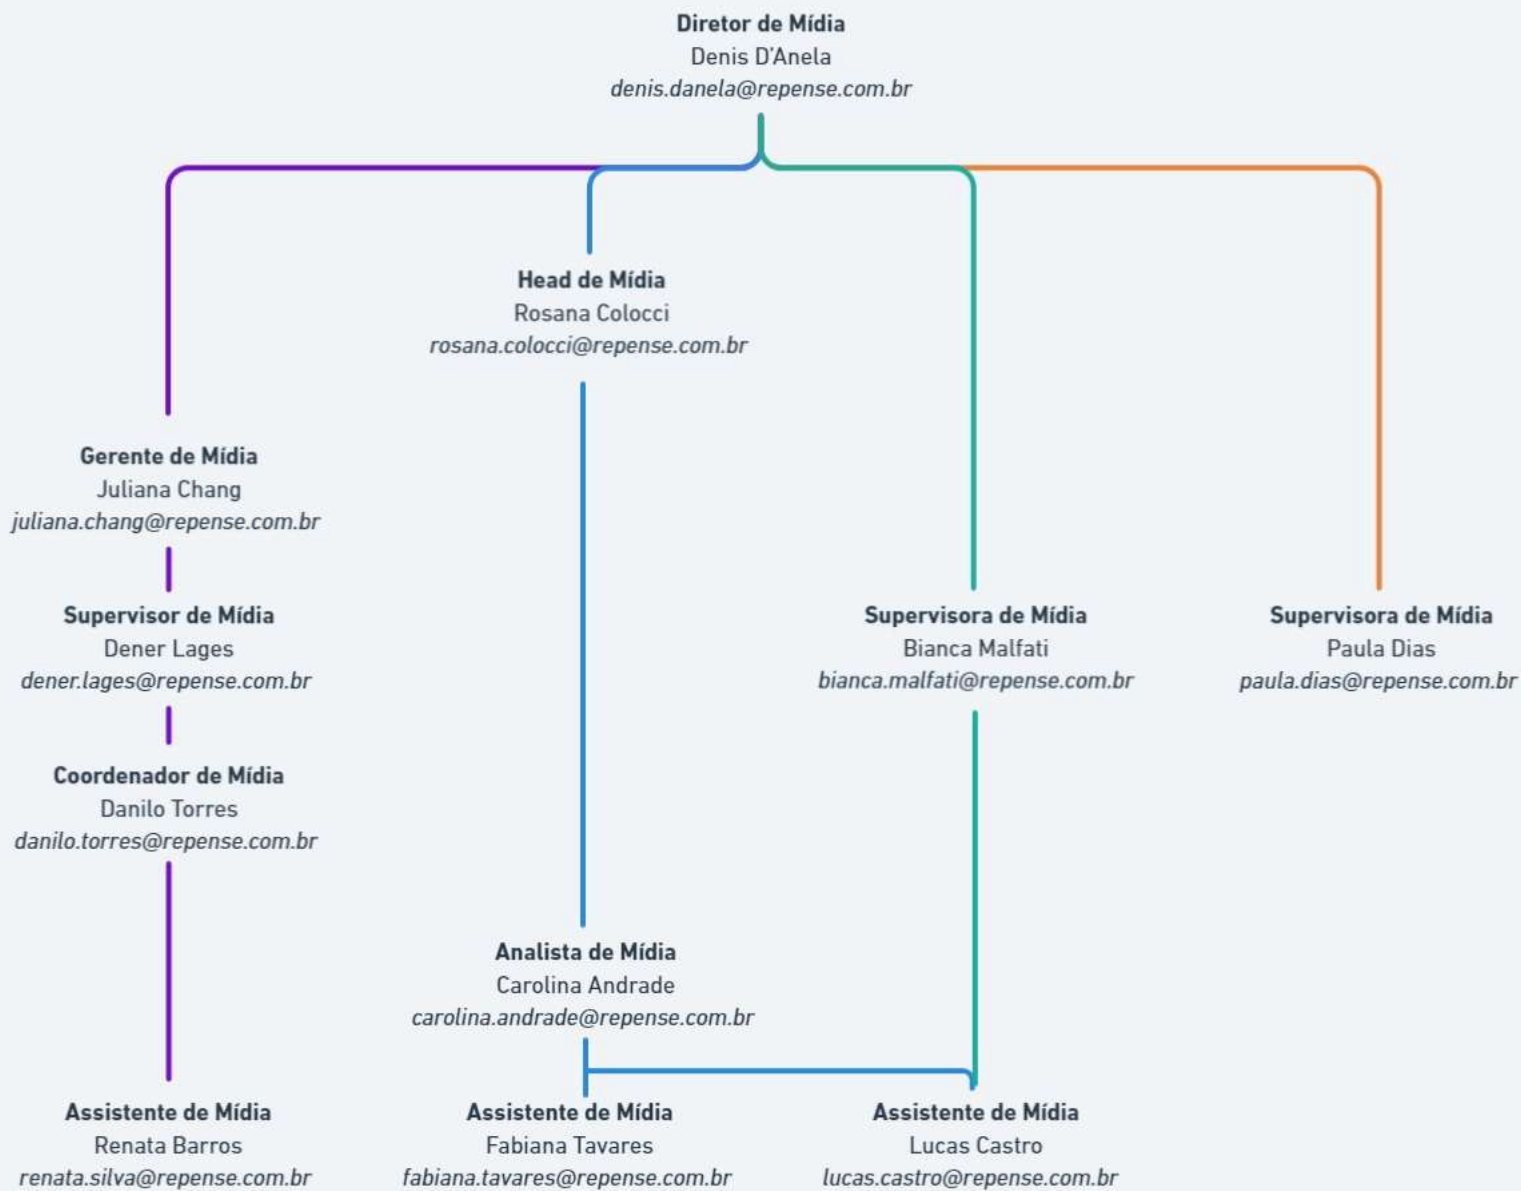 Diretor de Mídia
Denis D'Anela
denis.danela@repense.com.br
Head de Mídia
Rosana Colocci
rosana.colocci@repense.com.br
Gerente de Mídia
Juliana Chang
juliana.chang@repense.com.br
Supervisor de Mídia
Dener Lages
dener.lages@repense.com.br
Supervisora de Mídia
Bianca Malfati
bianca.malfati@repense.com.br
Supervisora de Mídia
Paula Dias
paula.dias@repense.com.br
Coordenador de Mídia
Danilo Torres
danilo.torres@repense.com.br
Analista de Mídia
Carolina Andrade
carolina.andrade@repense.com.br
Assistente de Mídia
Renata Barros
renata.silva@repense.com.br
Assistente de Mídia
Fabiana Tavares
fabiana.tavares@repense.com.br
Assistente de Mídia
Lucas Castro
lucas.castro@repense.com.br